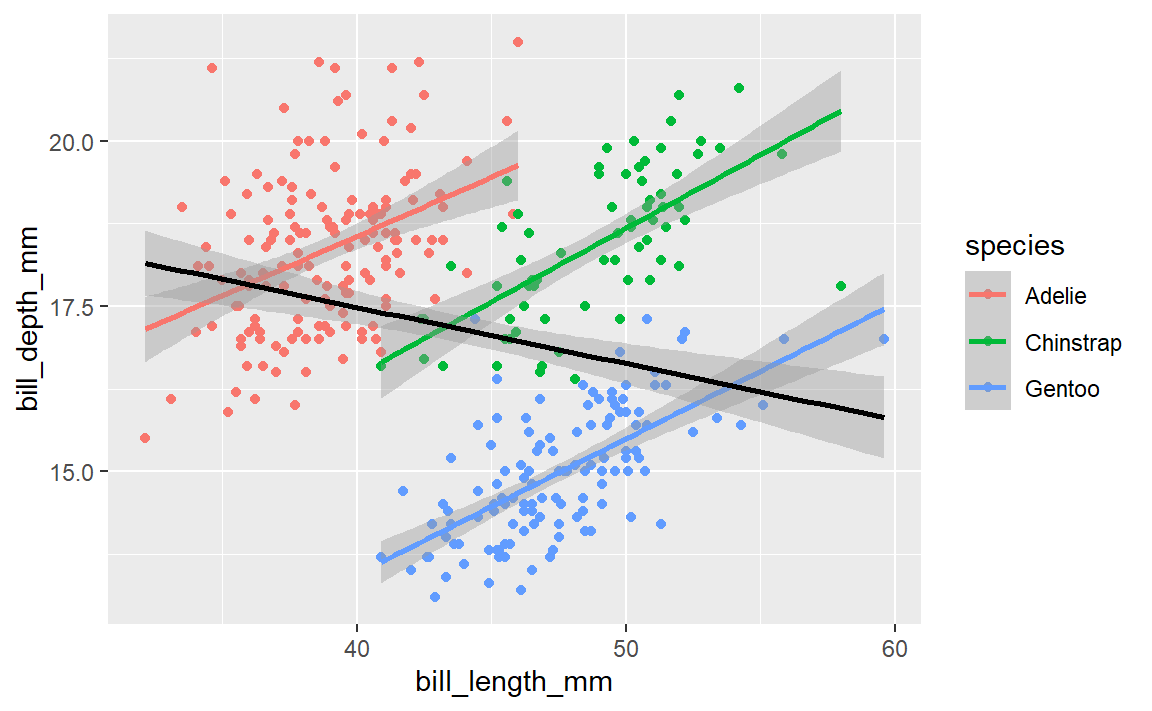 20.0
17.5
15.0
bill_depth_mm
40
50
60
bill_length_mm
species
Adelie
Chinstrap
Gentoo